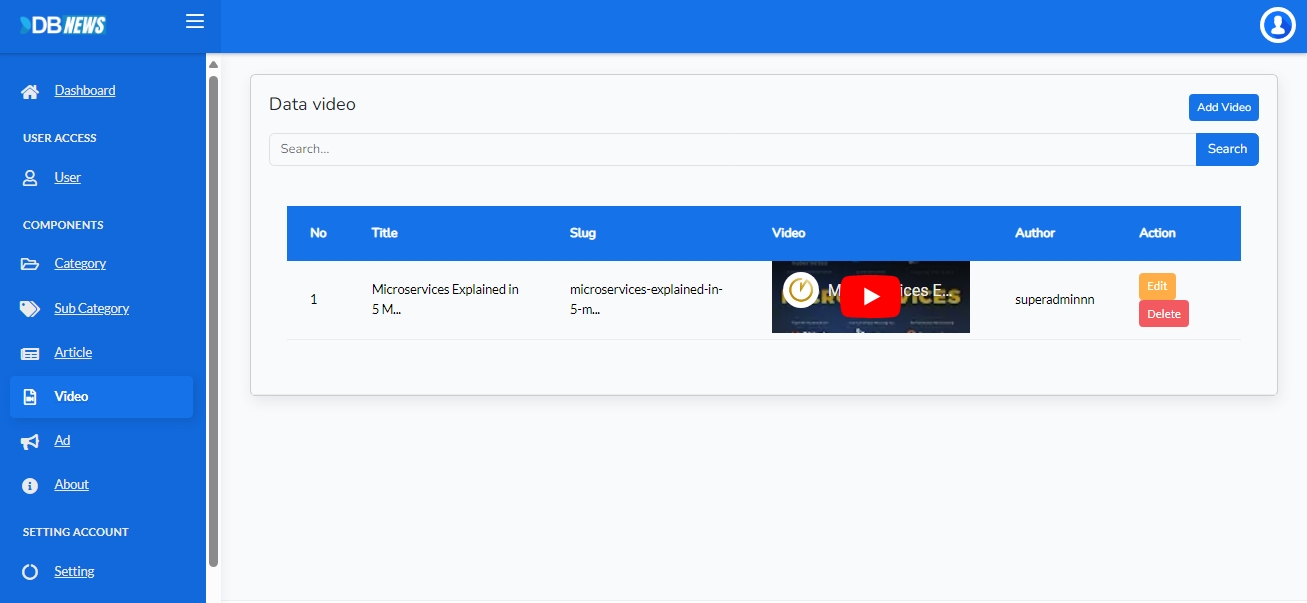 DB NEWS
Dashboard
USER ACCESS
User
COMPONENTS
Category
Sub Category
Article
Video
Ad
About
SETTING ACCOUNT
Setting
Data video
Add Video
Search...
Search
No Title Slug Video Author Action
1
Microservices Explained in
5 M...
microservices-explained-in-
5-m...
ices E...
superadminnn
Edit
Delete